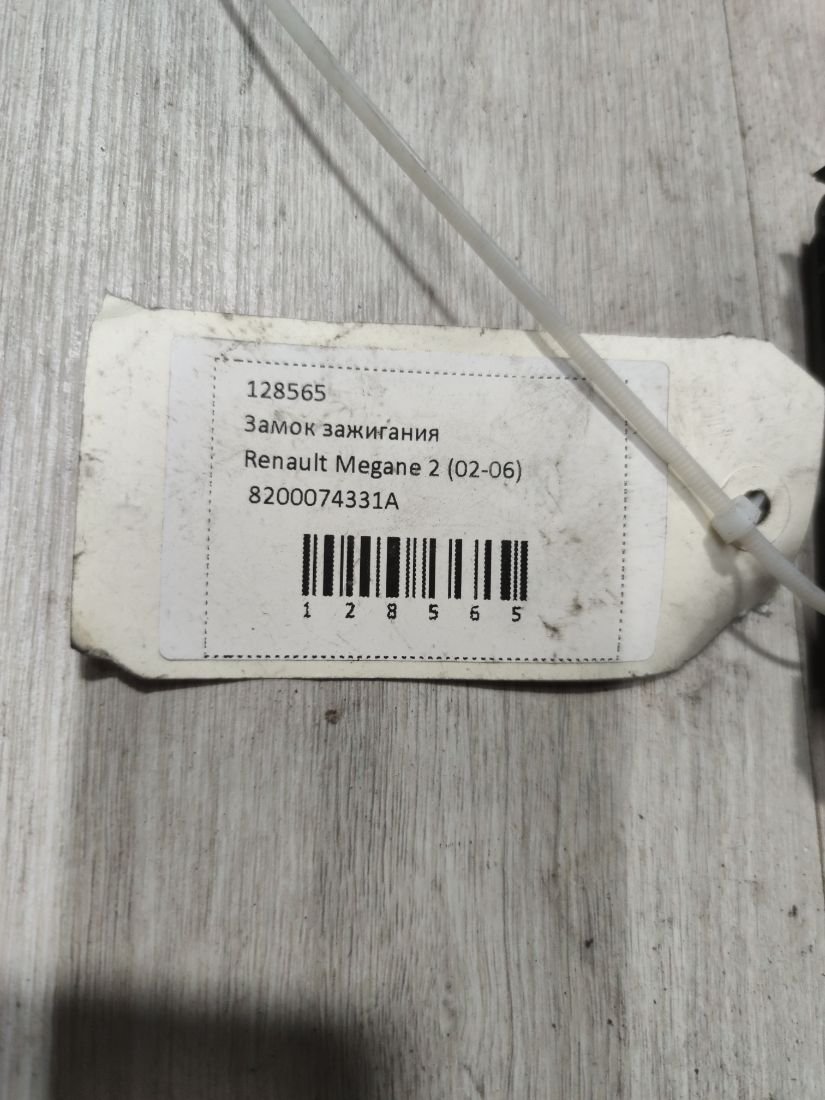 128565
Замок зажигания
Renault Megane 2 (02-06)
8200074331A
1 2 8 5 6 5